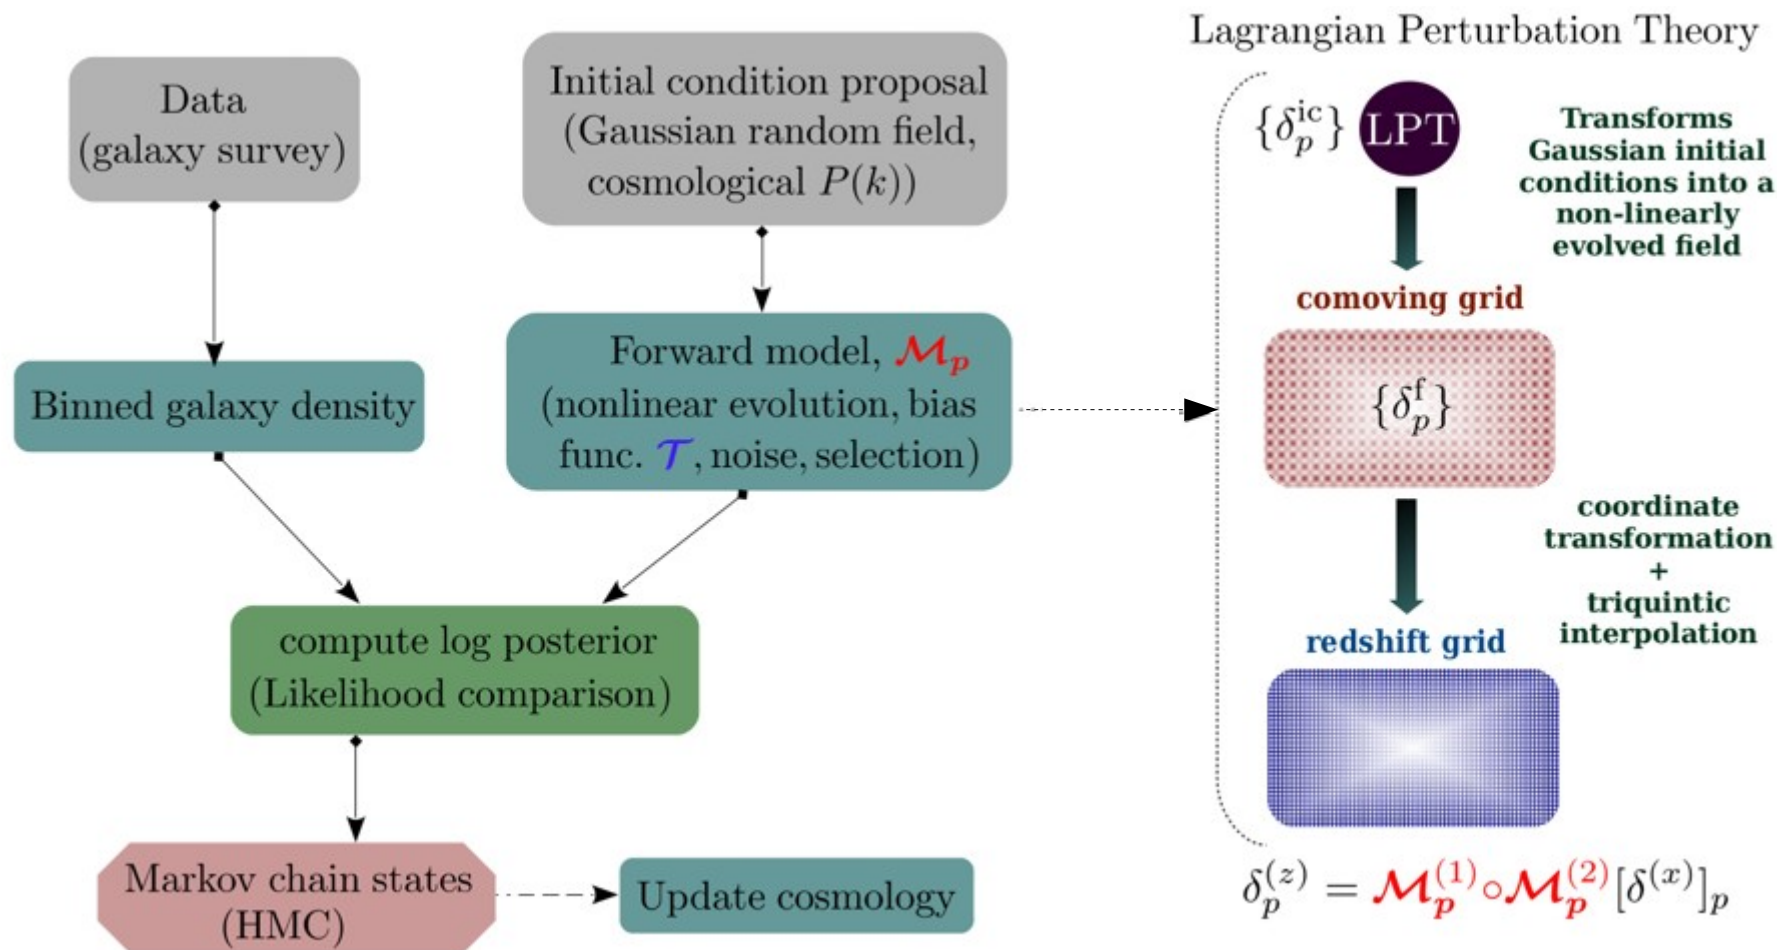 Data
(galaxy survey)
Initial condition proposal
(Gaussian random field,
cosmological P(k))
Binned galaxy density
Forward model, 𝓜ₚ
(nonlinear evolution, bias
func. 𝓣, noise, selection)
compute log posterior
(Likelihood comparison)
Markov chain states
(HMC)
Update cosmology
Lagrangian Perturbation Theory
{δ_p^ic} LPT
Transforms
Gaussian initial
conditions into a
non-linearly
evolved field
comoving grid
{δ_p^f}
coordinate
transformation
+
triquintic
interpolation
redshift grid
δ_p^(z) = 𝓜_p^(1)∘𝓜_p^(2)[δ^(x)]_p